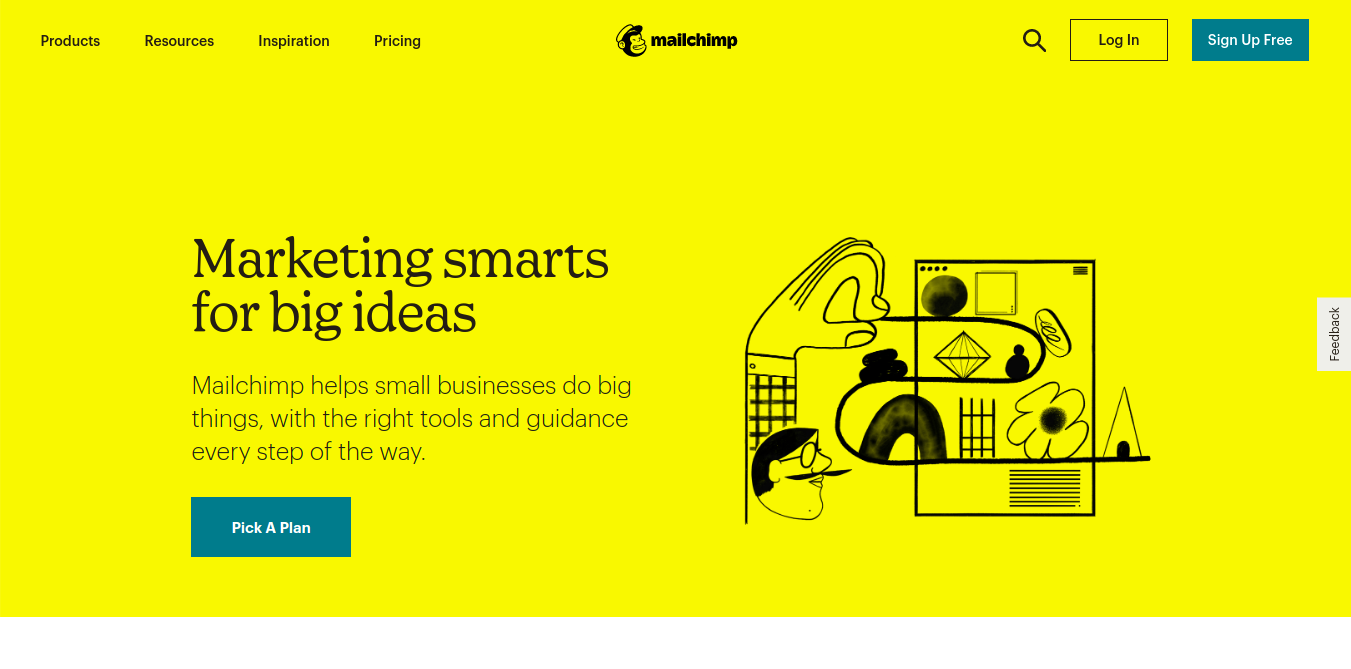 Products
Resources
Inspiration
Pricing
mailchimp
Log In
Sign Up Free
Marketing smarts
for big ideas
Mailchimp helps small businesses do big
things, with the right tools and guidance
every step of the way.
Pick A Plan
Feedback